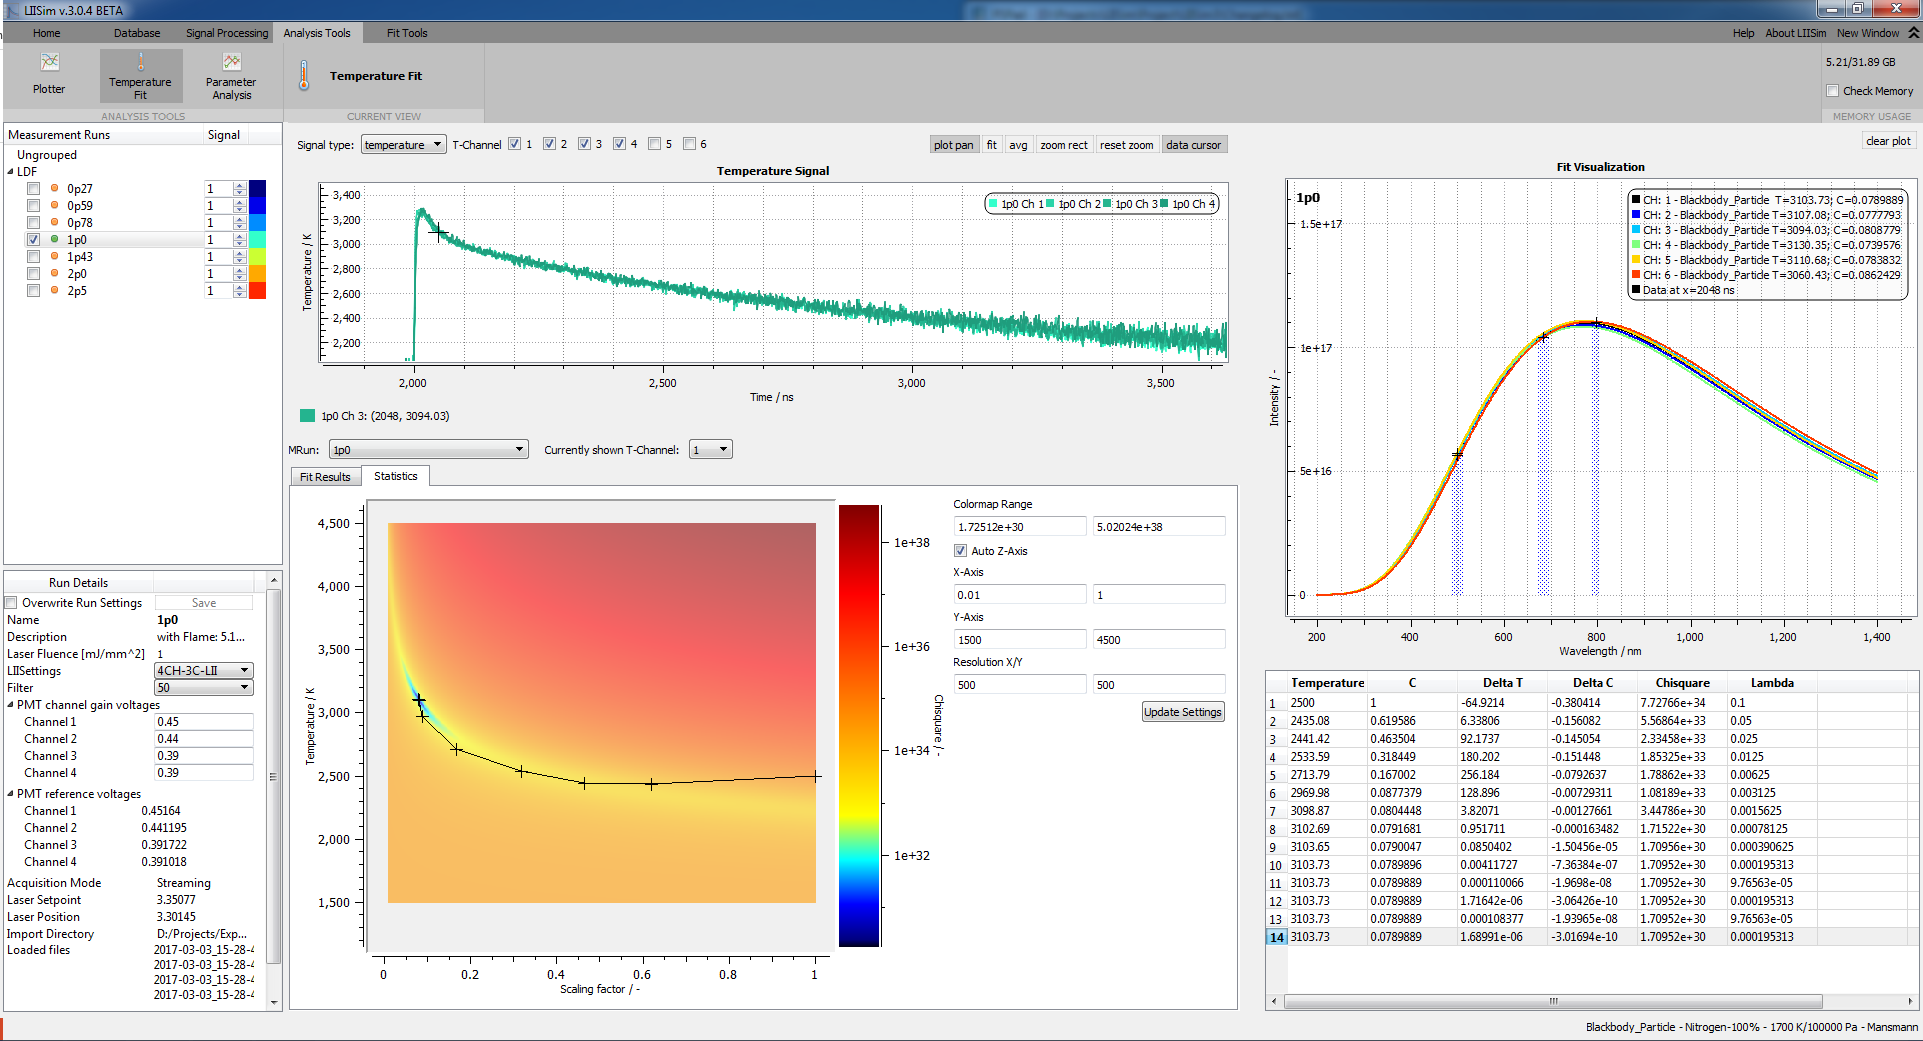 LIISim v.3.0.4 BETA
Home Database Signal Processing Analysis Tools Fit Tools Help About LIISim New Window
Plotter
Temperature Fit
Parameter Analysis
ANALYSIS TOOLS
Temperature Fit
CURRENT VIEW
5.21/31.89 GB
Check Memory
MEMORY USAGE
Measurement Runs Signal
Ungrouped
LDF
0p27 1
0p59 1
0p78 1
1p0 1
1p43 1
2p0 1
2p5 1
Run Details
Overwrite Run Settings Save
Name 1p0
Description with Flame: 5.1...
Laser Fluence [mJ/mm^2] 1
LIISettings 4CH-3C-LII
Filter 50
PMT channel gain voltages
Channel 1 0.45
Channel 2 0.44
Channel 3 0.39
Channel 4 0.39
PMT reference voltages
Channel 1 0.45164
Channel 2 0.441195
Channel 3 0.391722
Channel 4 0.391018
Acquisition Mode Streaming
Laser Setpoint 3.35077
Laser Position 3.30145
Import Directory D:/Projects/Exp...
Loaded files 2017-03-03_15-28-4
2017-03-03_15-28-4
2017-03-03_15-28-4
2017-03-03_15-28-4
Signal type: temperature T-Channel 1 2 3 4 5 6
plot pan fit avg zoom rect reset zoom data cursor
Temperature Signal
1p0 Ch 1 1p0 Ch 2 1p0 Ch 3 1p0 Ch 4
Temperature / K
3,400
3,200
3,000
2,800
2,600
2,400
2,200
2,000 2,500 3,000 3,500
Time / ns
1p0 Ch 3: (2048, 3094.03)
MRun: 1p0 Currently shown T-Channel: 1
Fit Results Statistics
Temperature / K
4,500
4,000
3,500
3,000
2,500
2,000
1,500
0 0.2 0.4 0.6 0.8 1
Scaling factor / -
1e+38
1e+36
1e+34
1e+32
Chisquare / -
Colormap Range
1.72512e+30 5.02024e+38
Auto Z-Axis
X-Axis
0.01 1
Y-Axis
1500 4500
Resolution X/Y
500 500
Update Settings
clear plot
Fit Visualization
1p0
CH: 1 - Blackbody_Particle T=3103.73; C=0.0789889
CH: 2 - Blackbody_Particle T=3107.08; C=0.0777793
CH: 3 - Blackbody_Particle T=3094.03; C=0.0808779
CH: 4 - Blackbody_Particle T=3130.35; C=0.0739576
CH: 5 - Blackbody_Particle T=3110.68; C=0.0783832
CH: 6 - Blackbody_Particle T=3060.43; C=0.0862429
Data at x=2048 ns
Intensity / -
1.5e+17
1e+17
5e+16
0
200 400 600 800 1,000 1,200 1,400
Wavelength / nm
Temperature C Delta T Delta C Chisquare Lambda
1 2500 1 -64.9214 -0.380414 7.72766e+34 0.1
2 2435.08 0.619586 6.33806 -0.156082 5.56864e+33 0.05
3 2441.42 0.463504 92.1737 -0.145054 2.33458e+33 0.025
4 2533.59 0.318449 180.202 -0.151448 1.85325e+33 0.0125
5 2713.79 0.167002 256.184 -0.0792637 1.78862e+33 0.00625
6 2969.98 0.0877379 128.896 -0.00729311 1.08189e+33 0.003125
7 3098.87 0.0804448 3.82071 -0.00127661 3.44786e+30 0.0015625
8 3102.69 0.0791681 0.951711 -0.000163482 1.71522e+30 0.00078125
9 3103.65 0.0790047 0.0850402 -1.50456e-05 1.70956e+30 0.000390625
10 3103.73 0.0789896 0.00411727 -7.36384e-07 1.70952e+30 0.000195313
11 3103.73 0.0789889 0.000110066 -1.9698e-08 1.70952e+30 9.76563e-05
12 3103.73 0.0789889 1.71642e-06 -3.06426e-10 1.70952e+30 0.000195313
13 3103.73 0.0789889 0.000108377 -1.93965e-08 1.70952e+30 9.76563e-05
14 3103.73 0.0789889 1.68991e-06 -3.01694e-10 1.70952e+30 0.000195313
Blackbody_Particle - Nitrogen-100% - 1700 K/100000 Pa - Mansmann